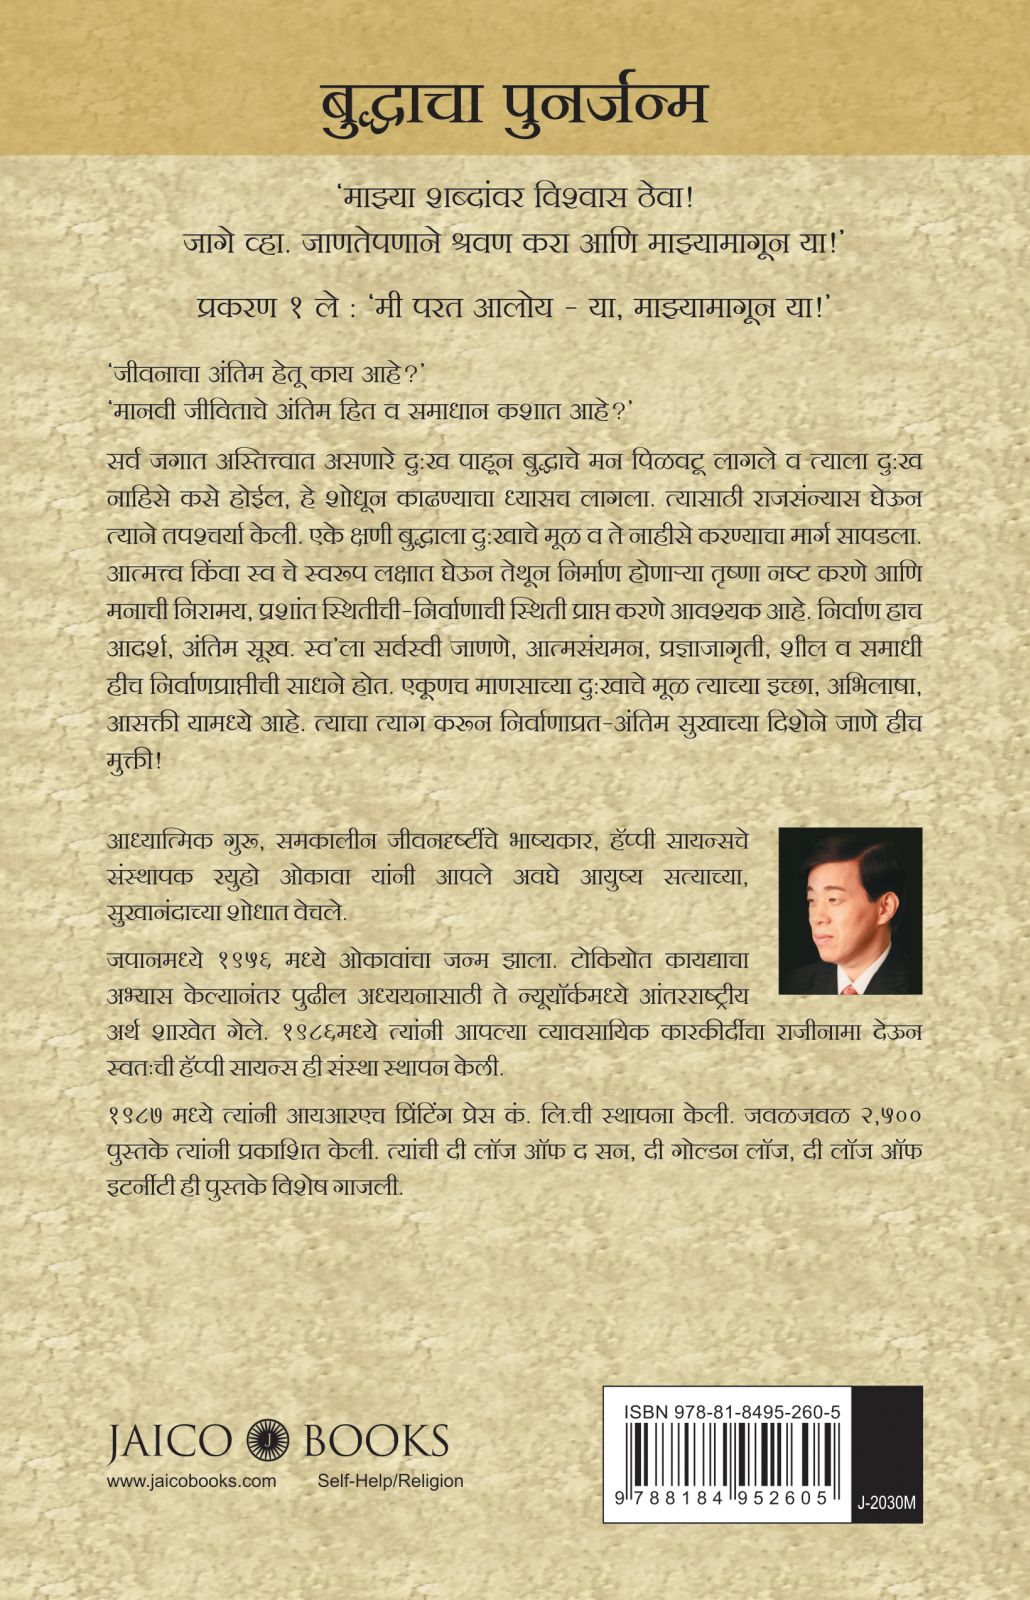 बुद्धाचा पुनर्जन्म
‘माझ्या शब्दांवर विश्वास ठेवा!
जागे व्हा. जाणतेपणाने श्रवण करा आणि माझ्यामागून या!’
प्रकरण १ ले : ‘मी परत आलोय - या, माझ्यामागून या!’
‘जीवनाचा अंतिम हेतू काय आहे?’
‘मानवी जीविताचे अंतिम हित व समाधान कशात आहे?’
सर्व जगात अस्तित्त्वात असणारे दुःख पाहून बुद्धाचे मन पिळवटू लागले व त्याला दुःख
नाहिसे कसे होईल, हे शोधून काढण्याचा ध्यासच लागला. त्यासाठी राजसंन्यास घेऊन
त्याने तपश्चर्या केली. एके क्षणी बुद्धाला दुःखाचे मूळ व ते नाहीसे करण्याचा मार्ग सापडला.
आत्मत्त्व किंवा स्व चे स्वरूप लक्षात घेऊन तेथून निर्माण होणाऱ्या तृष्णा नष्ट करणे आणि
मनाची निरामय, प्रशांत स्थितीची-निर्वाणाची स्थिती प्राप्त करणे आवश्यक आहे. निर्वाण हाच
आदर्श, अंतिम सूख. स्व’ला सर्वस्वी जाणणे, आत्मसंयमन, प्रज्ञाजागृती, शील व समाधी
हीच निर्वाणप्राप्तीची साधने होत. एकूणच माणसाच्या दुःखाचे मूळ त्याच्या इच्छा, अभिलाषा,
आसक्ती यामध्ये आहे. त्याचा त्याग करून निर्वाणाप्रत-अंतिम सुखाच्या दिशेने जाणे हीच
मुक्ती!
आध्यात्मिक गुरू, समकालीन जीवनदृष्टींचे भाष्यकार, हॅप्पी सायन्सचे
संस्थापक रयुहो ओकावा यांनी आपले अवघे आयुष्य सत्याच्या,
सुखानंदाच्या शोधात वेचले.
जपानमध्ये १९५६ मध्ये ओकावांचा जन्म झाला. टोकियोत कायद्याचा
अभ्यास केल्यानंतर पुढील अध्ययनासाठी ते न्यूयॉर्कमध्ये आंतरराष्ट्रीय
अर्थ शाखेत गेले. १९८६मध्ये त्यांनी आपल्या व्यावसायिक कारकीर्दीचा राजीनामा देऊन
स्वतःची हॅप्पी सायन्स ही संस्था स्थापन केली.
१९८७ मध्ये त्यांनी आयआरएच प्रिंटिंग प्रेस कं. लि.ची स्थापना केली. जवळजवळ २,५००
पुस्तके त्यांनी प्रकाशित केली. त्यांची दी लॉज ऑफ द सन, दी गोल्डन लॉज, दी लॉज ऑफ
इटर्नीटी ही पुस्तके विशेष गाजली.
JAICO J BOOKS
www.jaicobooks.com Self-Help/Religion
ISBN 978-81-8495-260-5
9 788184 952605
J-2030M